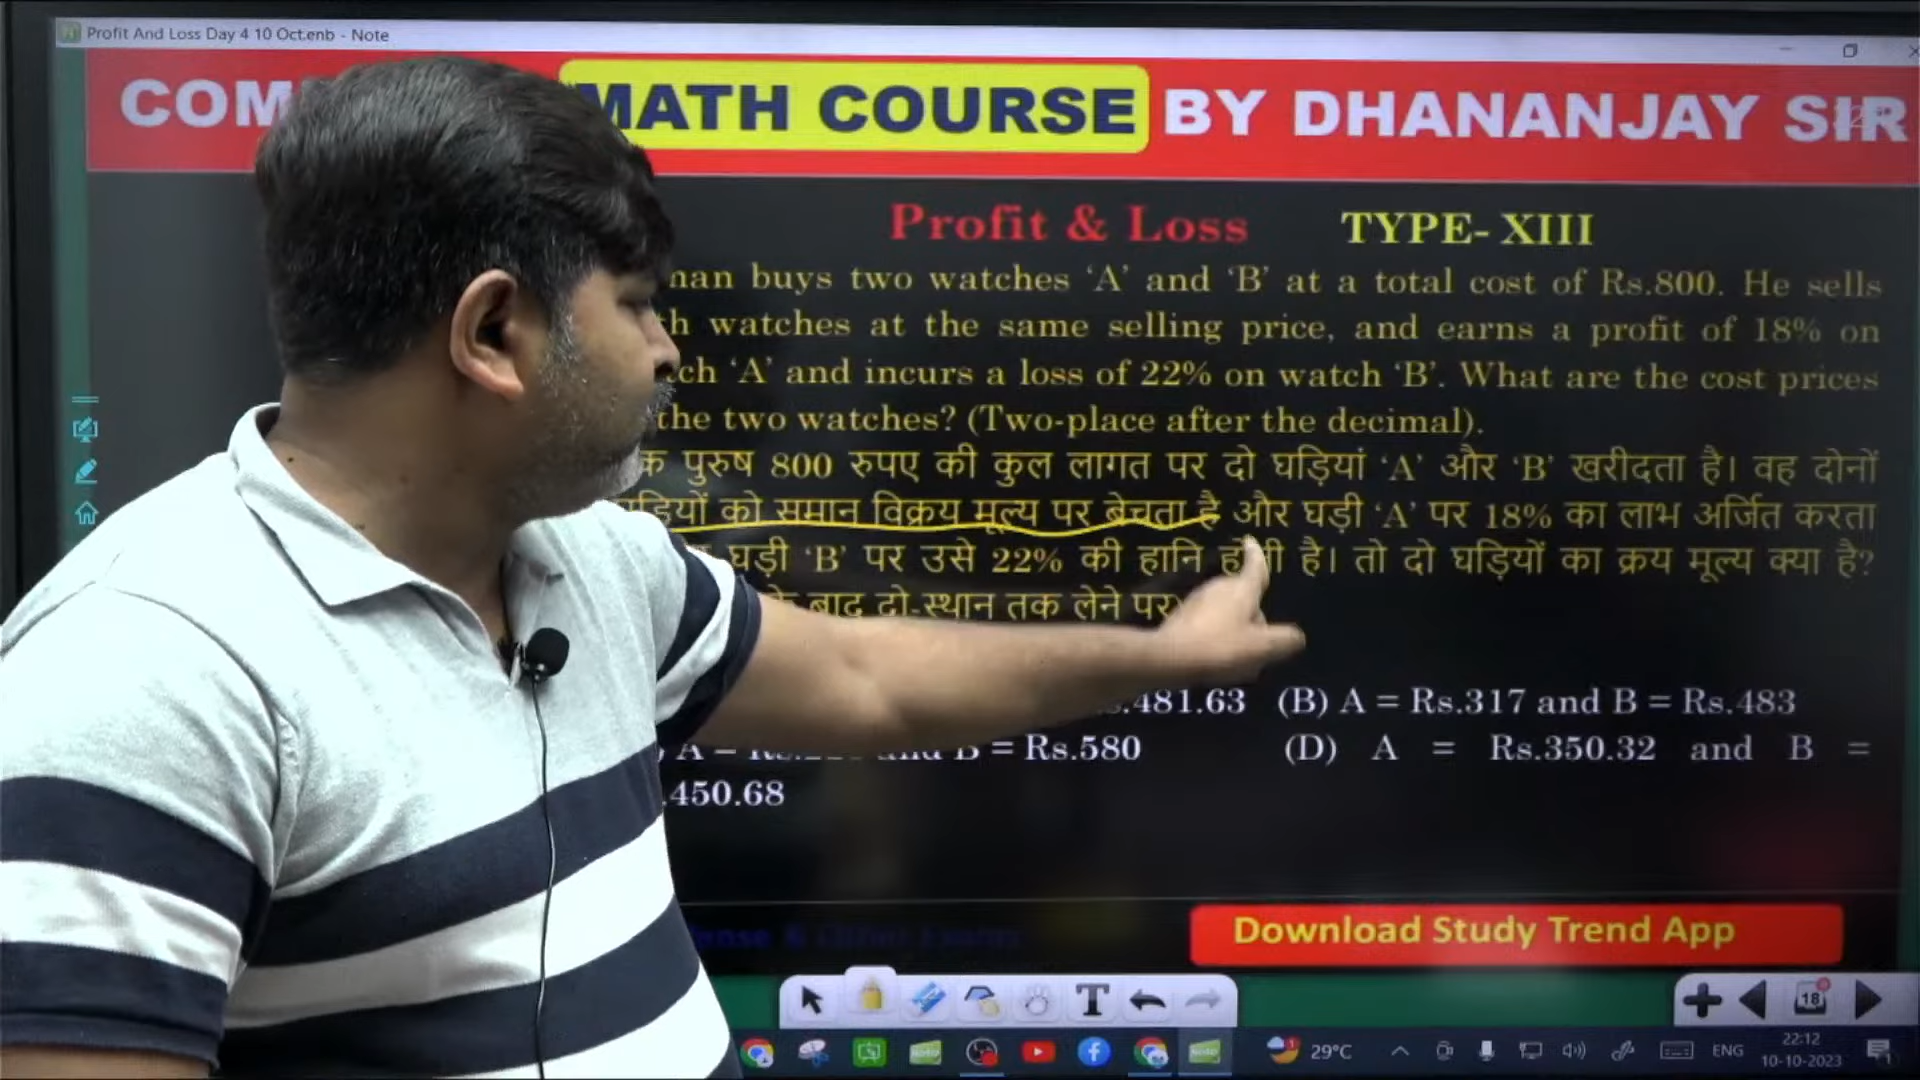 Profit And Loss Day 4 10 Oct.enb - Note
MATH COURSE BY DHANANJAY SIR
Profit & Loss TYPE- XIII
buys two watches ‘A’ and ‘B’ at a total cost of Rs.800. He sells
watches at the same selling price, and earns a profit of 18% on
‘A’ and incurs a loss of 22% on watch ‘B’. What are the cost prices
the two watches? (Two-place after the decimal).
पुरुष 800 रुपए की कुल लागत पर दो घड़ियां ‘A’ और ‘B’ खरीदता है। वह दोनों
को समान विक्रय मूल्य पर बेचता है और घड़ी ‘A’ पर 18% का लाभ अर्जित करता
घड़ी ‘B’ पर उसे 22% की हानि होती है। तो दो घड़ियों का क्रय मूल्य क्या है?
बाद दो-स्थान तक लेने पर)
.481.63 (B) A = Rs.317 and B = Rs.483
B = Rs.580 (D) A = Rs.350.32 and B =
.450.68
Download Study Trend App
T
18
29°C
ENG
22:12
10-10-2023